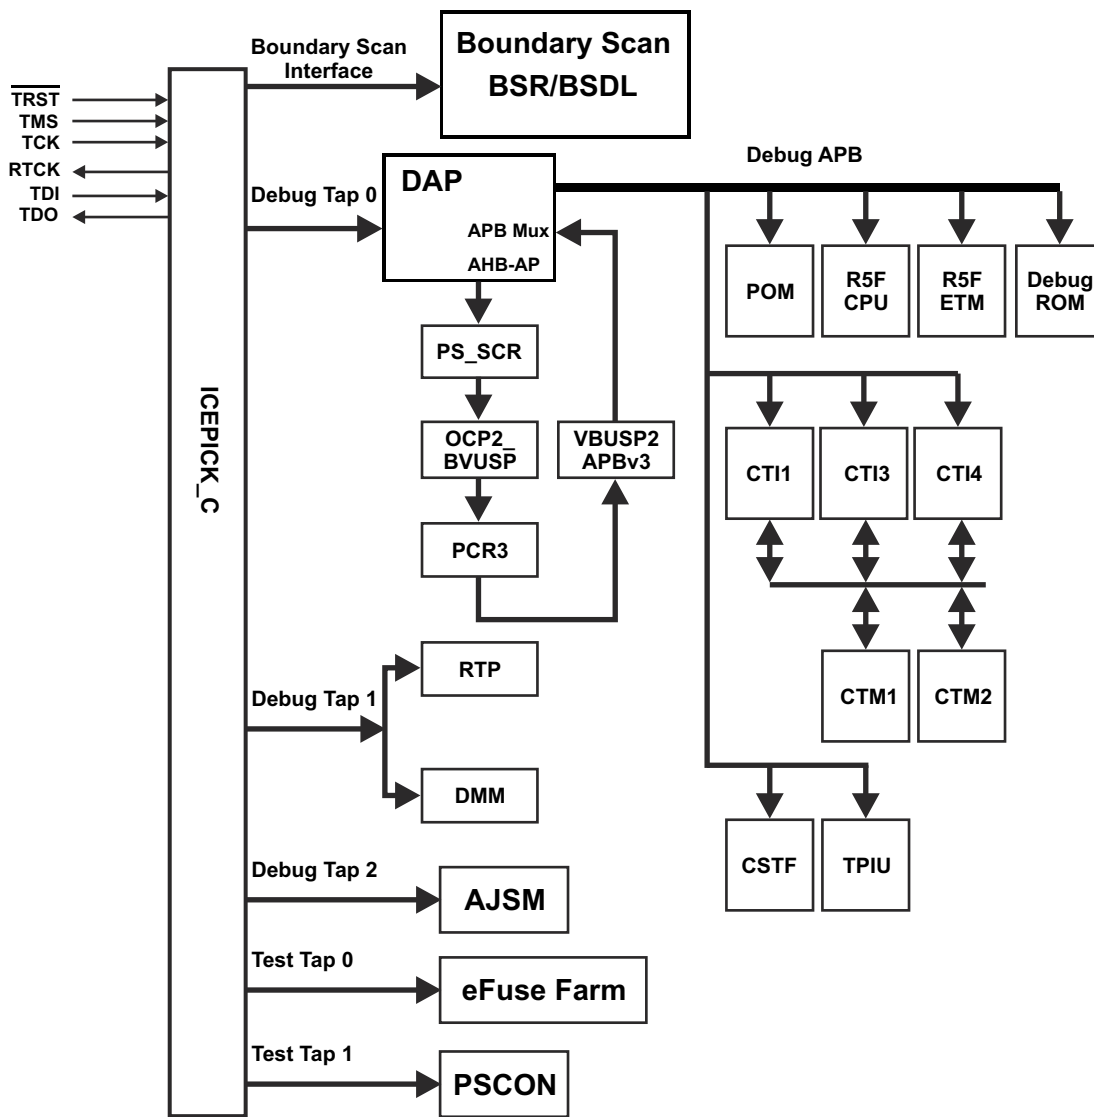 Boundary Scan
Interface
Boundary Scan
BSR/BSDL
TRST
TMS
TCK
RTCK
TDI
TDO
ICEPICK_C
Debug Tap 0
DAP
APB Mux
AHB-AP
Debug APB
POM
R5F
CPU
R5F
ETM
Debug
ROM
PS_SCR
OCP2_
BVUSP
VBUSP2
APBv3
PCR3
CTI1
CTI3
CTI4
CTM1
CTM2
Debug Tap 1
RTP
DMM
CSTF
TPIU
Debug Tap 2
AJSM
Test Tap 0
eFuse Farm
Test Tap 1
PSCON